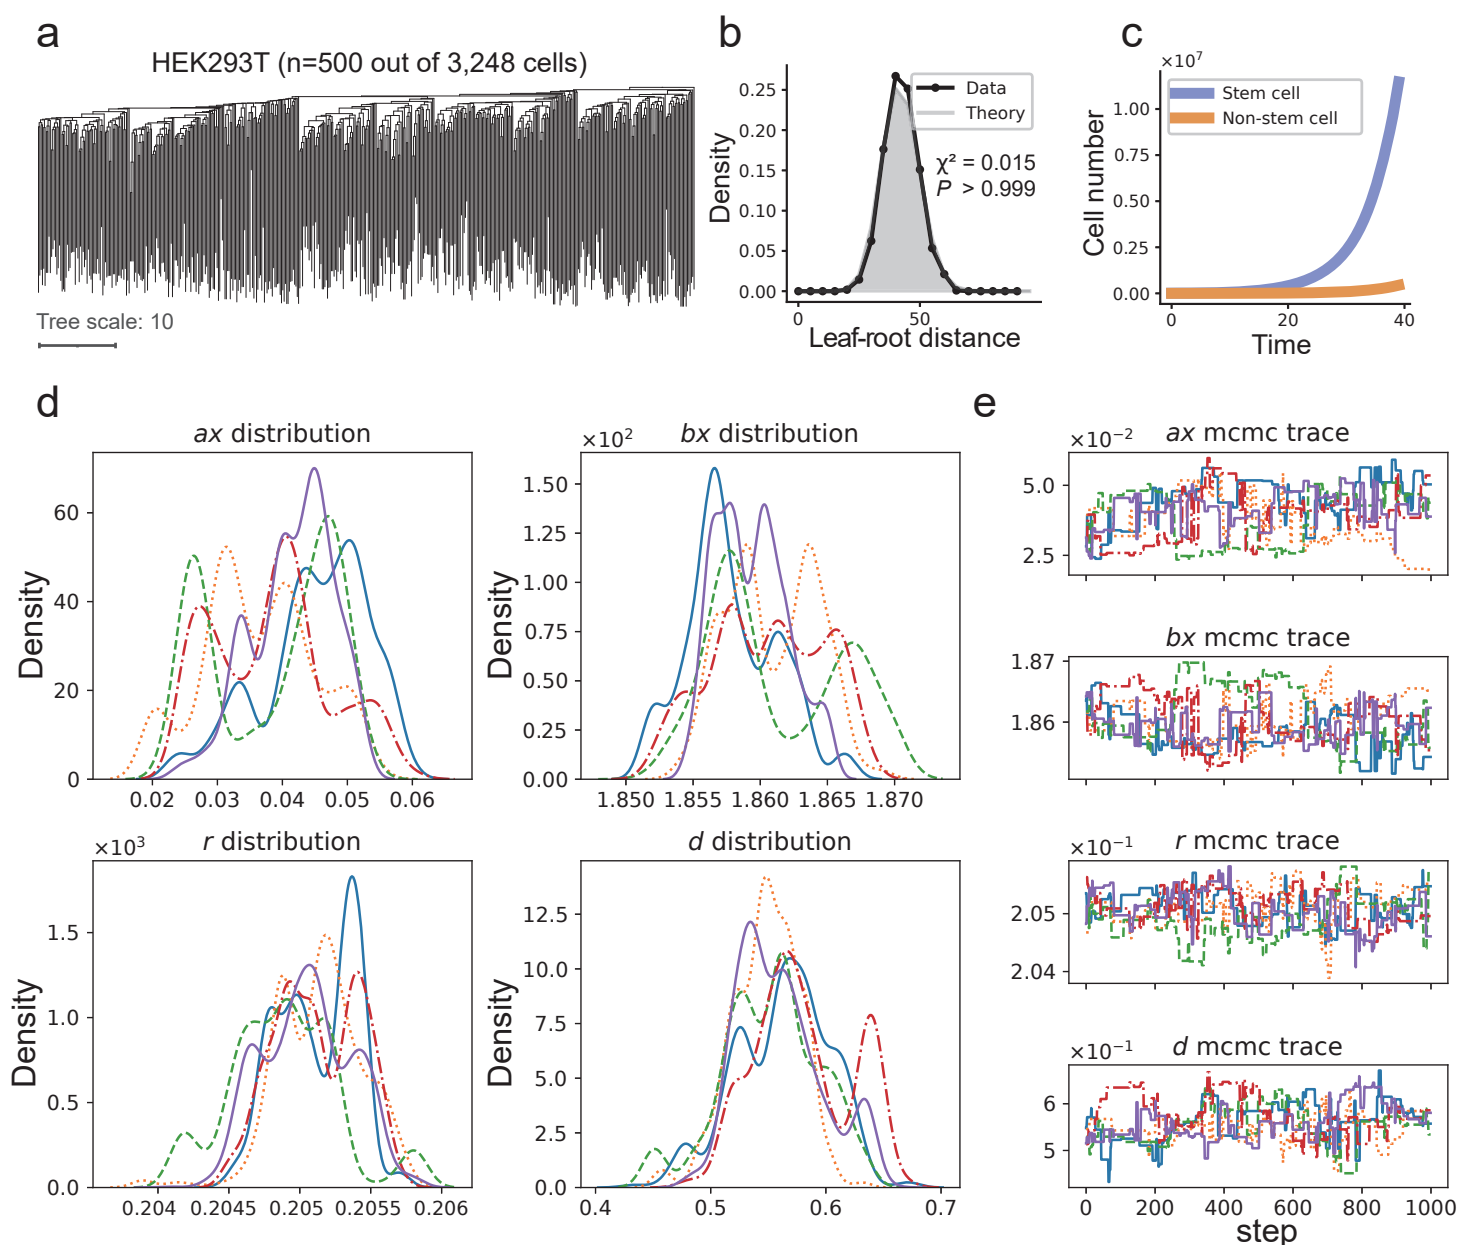 a
HEK293T (n=500 out of 3,248 cells)
Tree scale: 10
b
Density
0.25
0.20
0.15
0.10
0.05
0.00
0
50
Leaf-root distance
Data
Theory
χ² = 0.015
P > 0.999
c
×10⁷
Cell number
1.00
0.75
0.50
0.25
0.00
0
20
40
Time
Stem cell
Non-stem cell
d
ax distribution
Density
60
40
20
0
0.02 0.03 0.04 0.05 0.06
×10²
bx distribution
Density
1.50
1.25
1.00
0.75
0.50
0.25
0.00
1.850 1.855 1.860 1.865 1.870
×10³
r distribution
Density
1.5
1.0
0.5
0.0
0.204 0.2045 0.205 0.2055 0.206
d distribution
Density
12.5
10.0
7.5
5.0
2.5
0.0
0.4 0.5 0.6 0.7
e
×10⁻²
ax mcmc trace
5.0
2.5
bx mcmc trace
1.87
1.86
×10⁻¹
r mcmc trace
2.05
2.04
×10⁻¹
d mcmc trace
6
5
0 200 400 600 800 1000
step